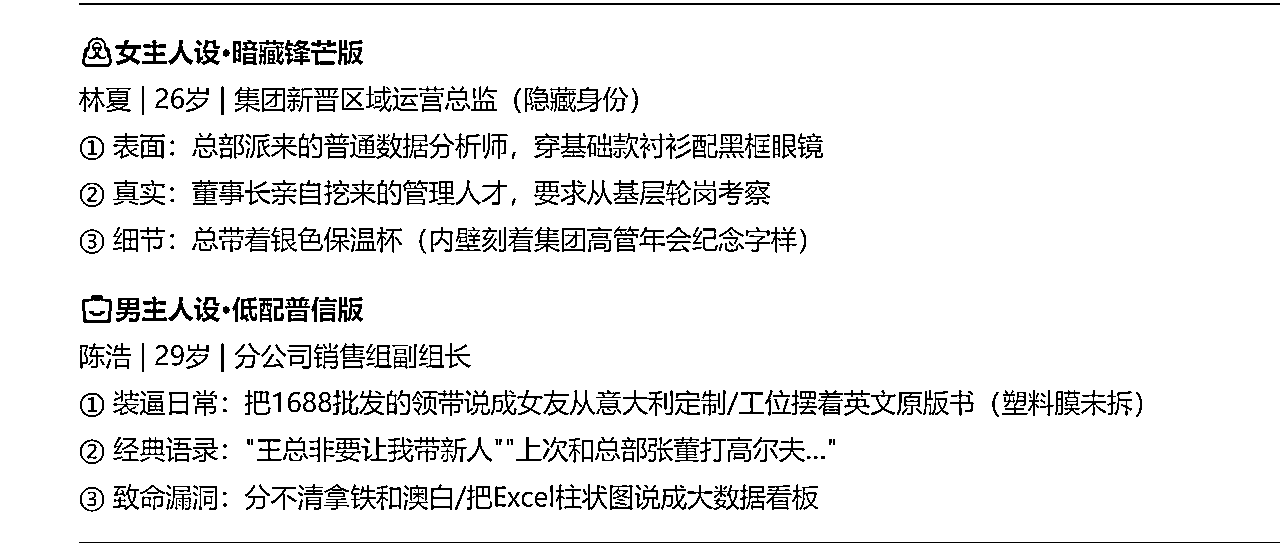 女主人设·暗藏锋芒版
林夏 | 26岁 | 集团新晋区域运营总监（隐藏身份）
① 表面：总部派来的普通数据分析师，穿基础款衬衫配黑框眼镜
② 真实：董事长亲自挖来的管理人才，要求从基层轮岗考察
③ 细节：总带着银色保温杯（内壁刻着集团高管年会纪念字样）
男主人设·低配普信版
陈浩 | 29岁 | 分公司销售组副组长
① 装逼日常：把1688批发的领带说成女友从意大利定制/工位摆着英文原版书（塑料膜未拆）
② 经典语录："王总非要让我带新人""上次和总部张董打高尔夫..."
③ 致命漏洞：分不清拿铁和澳白/把Excel柱状图说成大数据看板